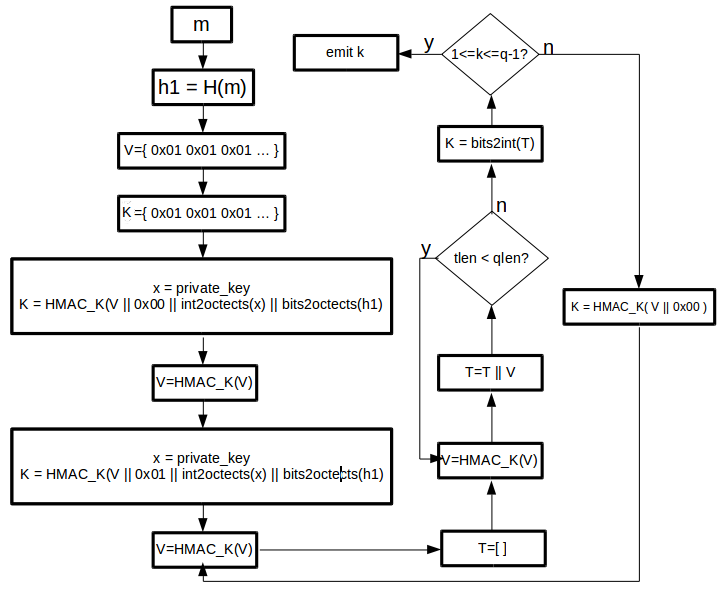 m
h1 = H(m)
V={ 0x01 0x01 0x01 ... }
K ={ 0x01 0x01 0x01 ... }
x = private_key
K = HMAC_K(V || 0x00 || int2octects(x) || bits2octects(h1)
V=HMAC_K(V)
x = private_key
K = HMAC_K(V || 0x01 || int2octects(x) || bits2octects(h1)
V=HMAC_K(V)
T=[ ]
V=HMAC_K(V)
T=T || V
tlen < qlen?
y
n
K = bits2int(T)
1<=k<=q-1?
y
n
emit k
K = HMAC_K( V || 0x00 )